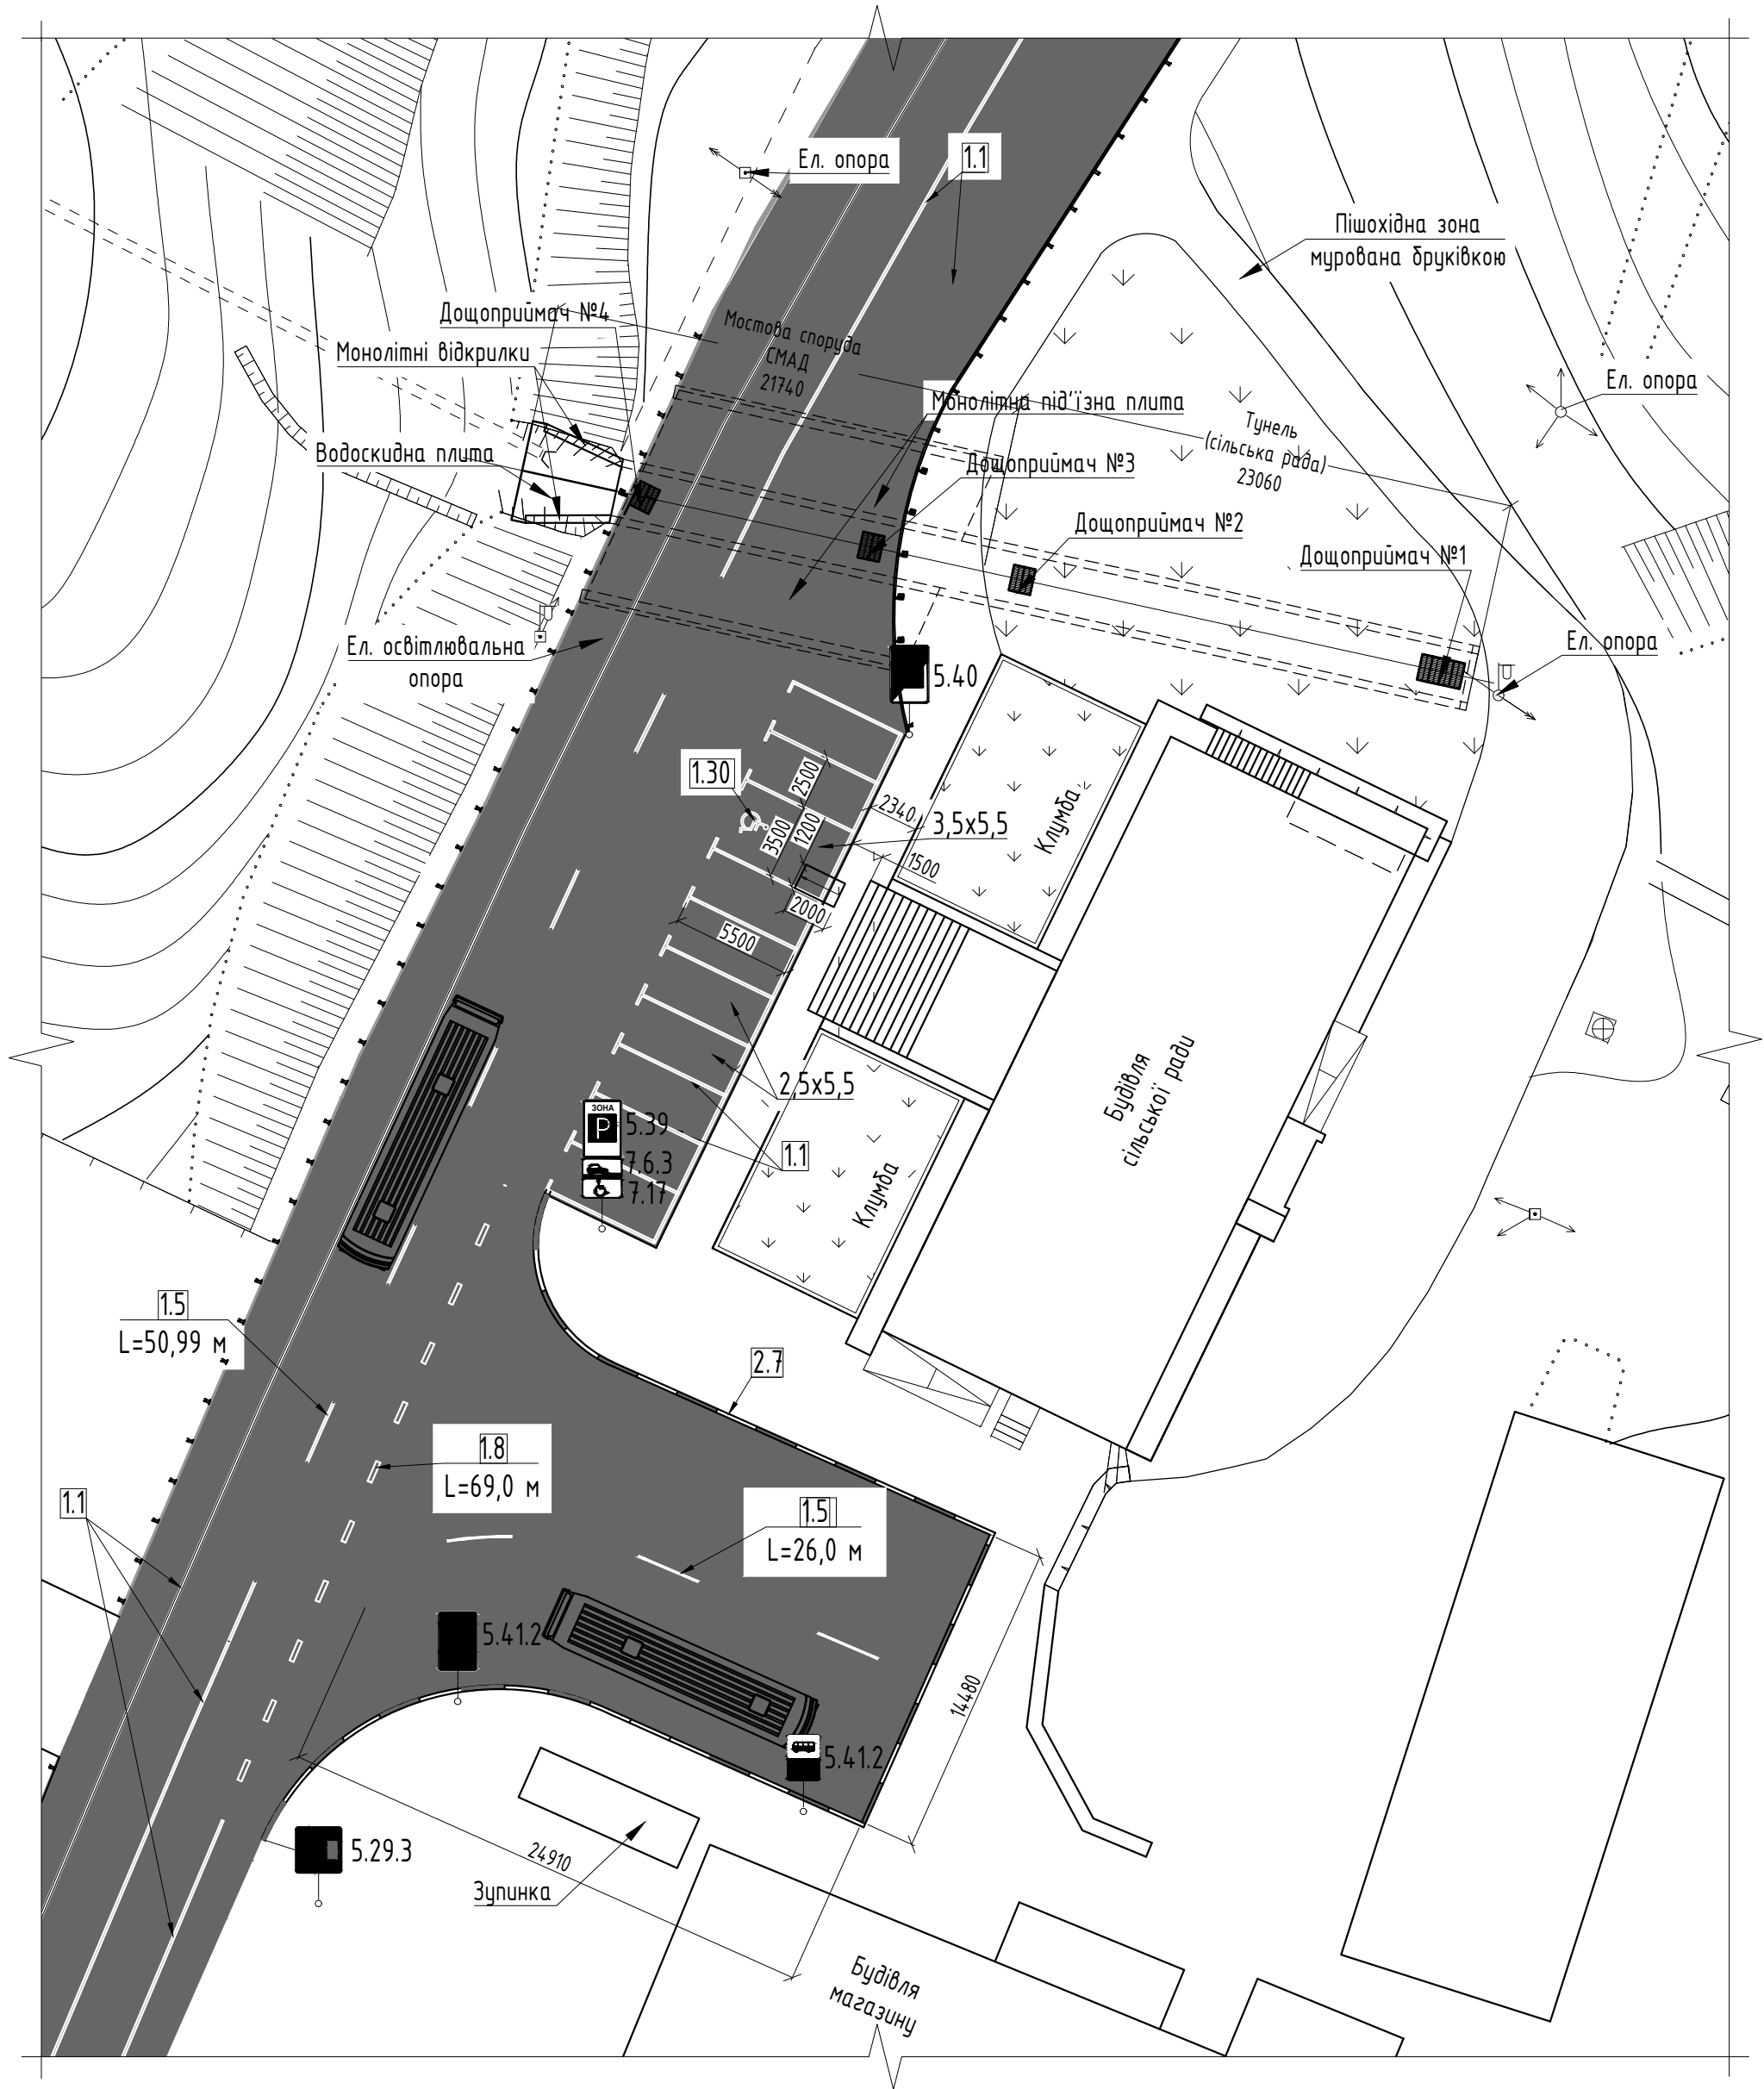 Ел. опора
1.1
Пішохідна зона
мурована бруківкою
Дощоприймач №4
Монолітні відкрилки
Мостова споруда
СМАД
21740
Ел. опора
Монолітна під'їзна плита
Тунель
(сільська рада)
23060
Водоскидна плита
Дощоприймач №3
Дощоприймач №2
Дощоприймач №1
Ел. освітлювальна
опора
Ел. опора
5.40
1.30
2500
3500
1200
2340
3,5х5,5
1500
Клумба
2000
5500
2,5х5,5
Будівля
сільської ради
ЗОНА
P
5.39
7.6.3
7.17
1.1
Клумба
1.5
L=50,99 м
2.7
1.8
L=69,0 м
1.1
1.5
L=26,0 м
5.41.2
14480
5.41.2
5.29.3
24910
Зупинка
Будівля
магазину